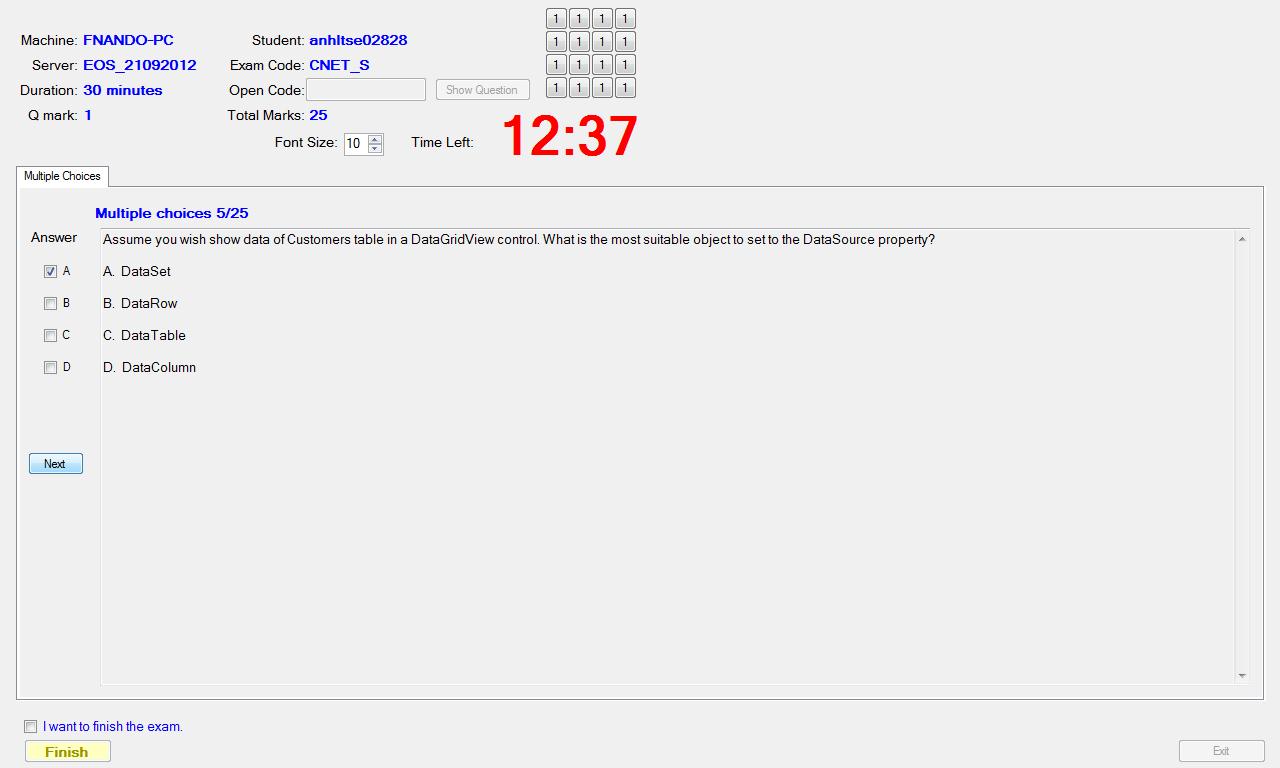 1 1 1 1
Machine: FNANDO-PC Student: anhltse02828
1 1 1 1
Server: EOS_21092012 Exam Code: CNET_S
1 1 1 1
Duration: 30 minutes Open Code: Show Question
1 1 1 1
Q mark: 1 Total Marks: 25
Font Size: 10 Time Left: 12:37
Multiple Choices
Multiple choices 5/25
Answer
Assume you wish show data of Customers table in a DataGridView control. What is the most suitable object to set to the DataSource property?
A A. DataSet
B B. DataRow
C C. DataTable
D D. DataColumn
Next
I want to finish the exam.
Finish
Exit